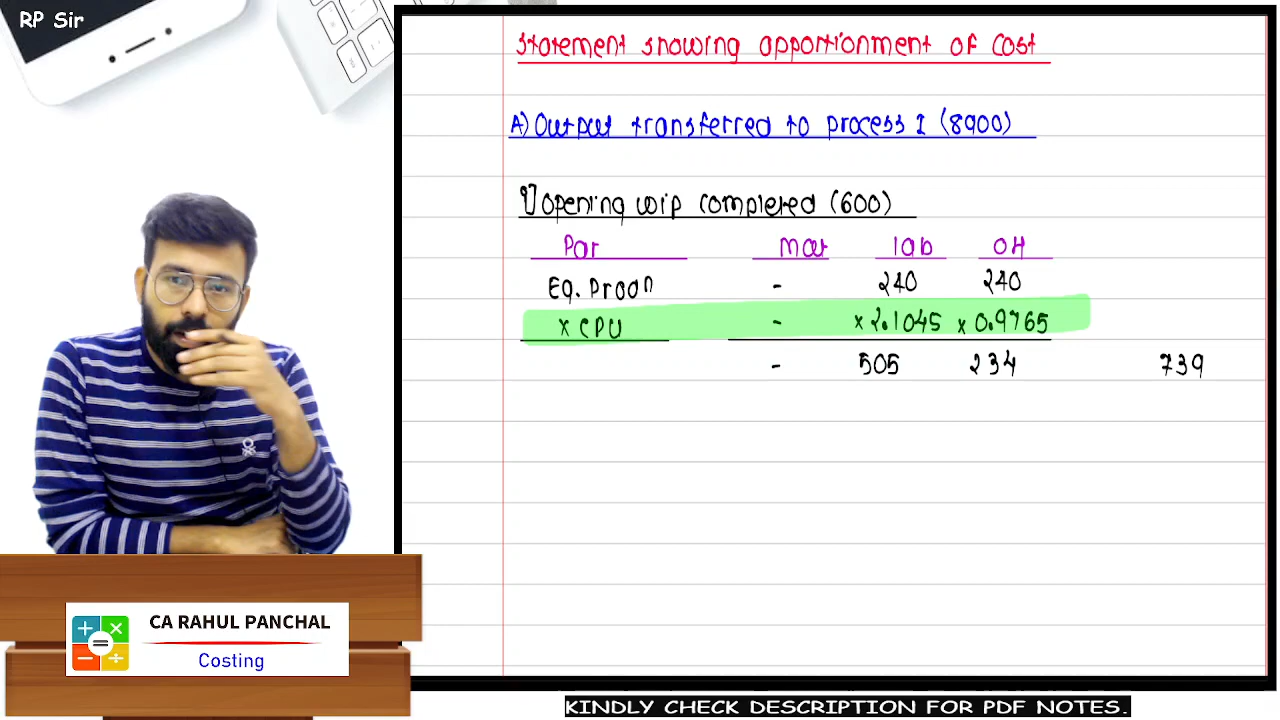 RP Sir
Statement showing apportionment of cost
A) Output transferred to process 2 (8900)
1) opening wip completed (600)
Par Mat lab OH
Eq. Prodn - 240 240
x CPU - x 2.1045 x 0.9765
- 505 234 739
CA RAHUL PANCHAL
Costing
KINDLY CHECK DESCRIPTION FOR PDF NOTES.